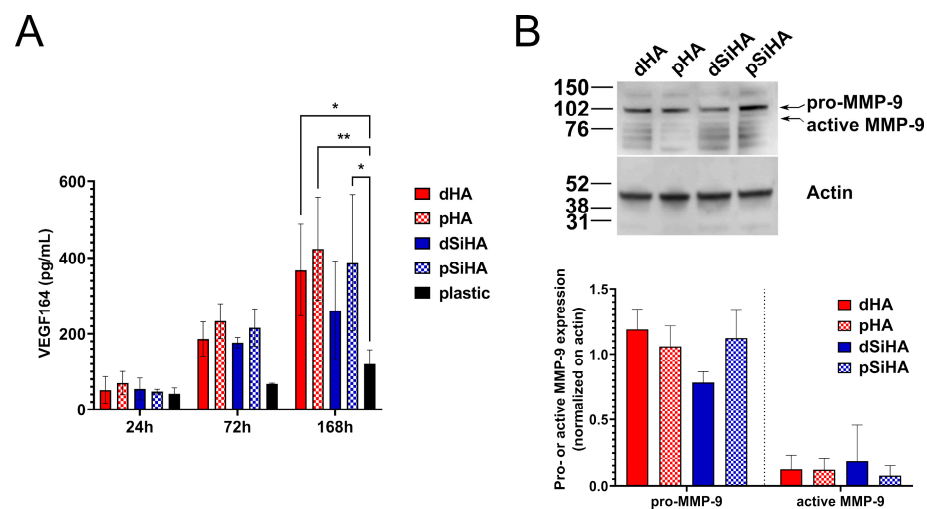 A
* 
**
*
600
400
200
0
VEGF164 (pg/mL)
24h
72h
168h
dHA
pHA
dSiHA
pSiHA
plastic
B
dHA
pHA
dSiHA
pSiHA
150
102
76
pro-MMP-9
active MMP-9
52
38
31
Actin
Pro- or active MMP-9 expression
(normalized on actin)
1.5
1.0
0.5
0.0
pro-MMP-9
active MMP-9
dHA
pHA
dSiHA
pSiHA